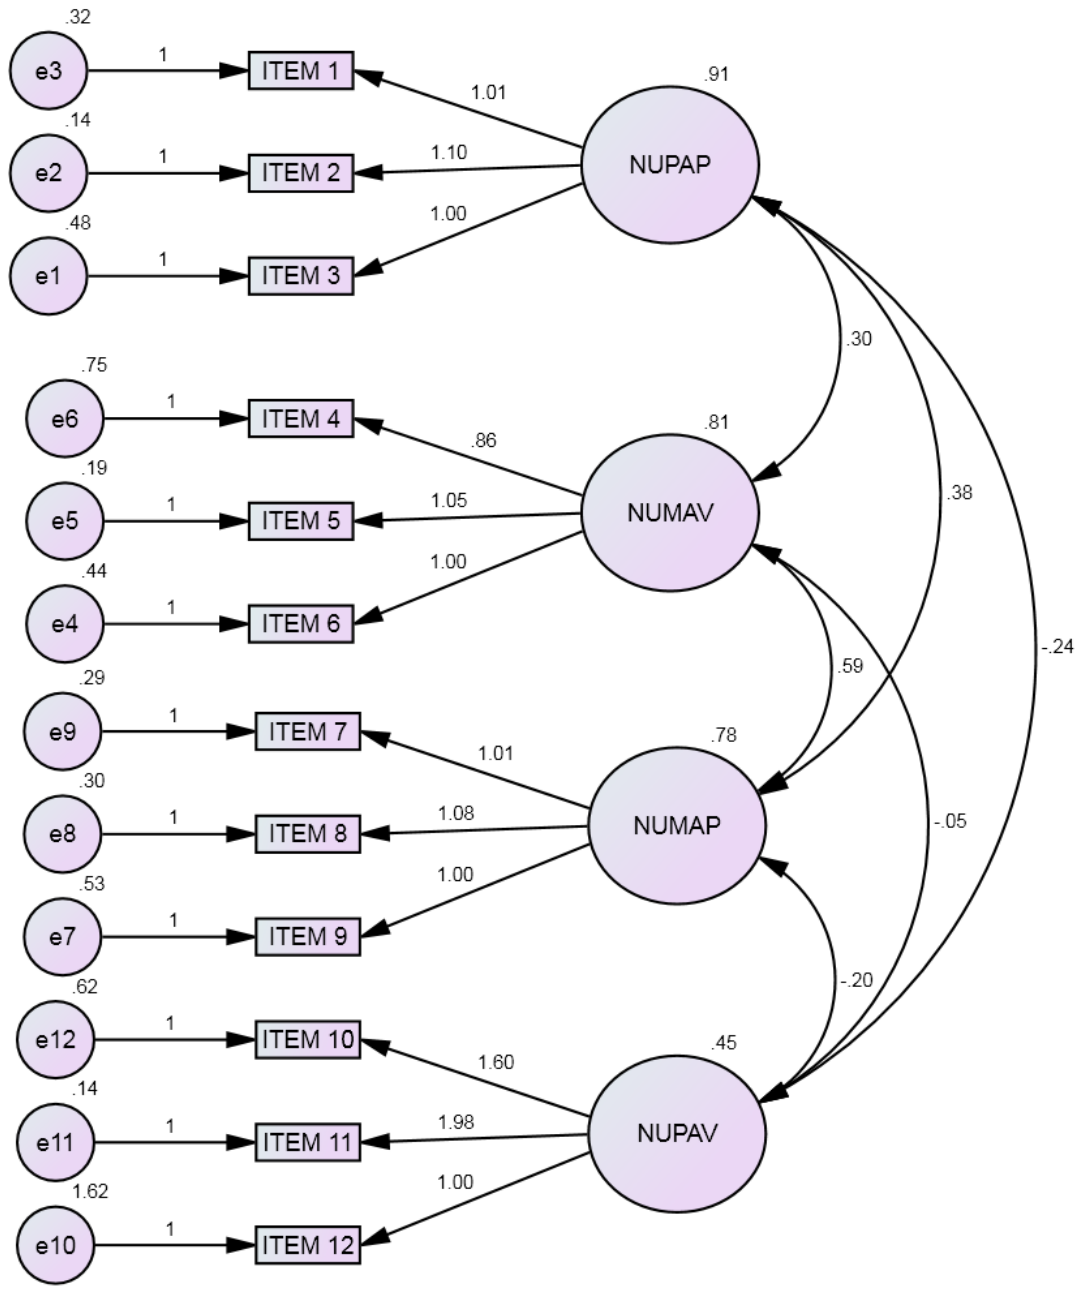 .32
e3
1
ITEM 1
1.01
.91
NUPAP
.14
e2
1
ITEM 2
1.10
.48
e1
1
ITEM 3
1.00
.30
.75
e6
1
ITEM 4
.86
.81
NUMAV
.19
e5
1
ITEM 5
1.05
.38
.44
e4
1
ITEM 6
1.00
-.24
.59
.29
e9
1
ITEM 7
1.01
.78
NUMAP
.30
e8
1
ITEM 8
1.08
-.05
.53
e7
1
ITEM 9
1.00
-.20
.62
e12
1
ITEM 10
1.60
.45
NUPAV
.14
e11
1
ITEM 11
1.98
1.62
e10
1
ITEM 12
1.00